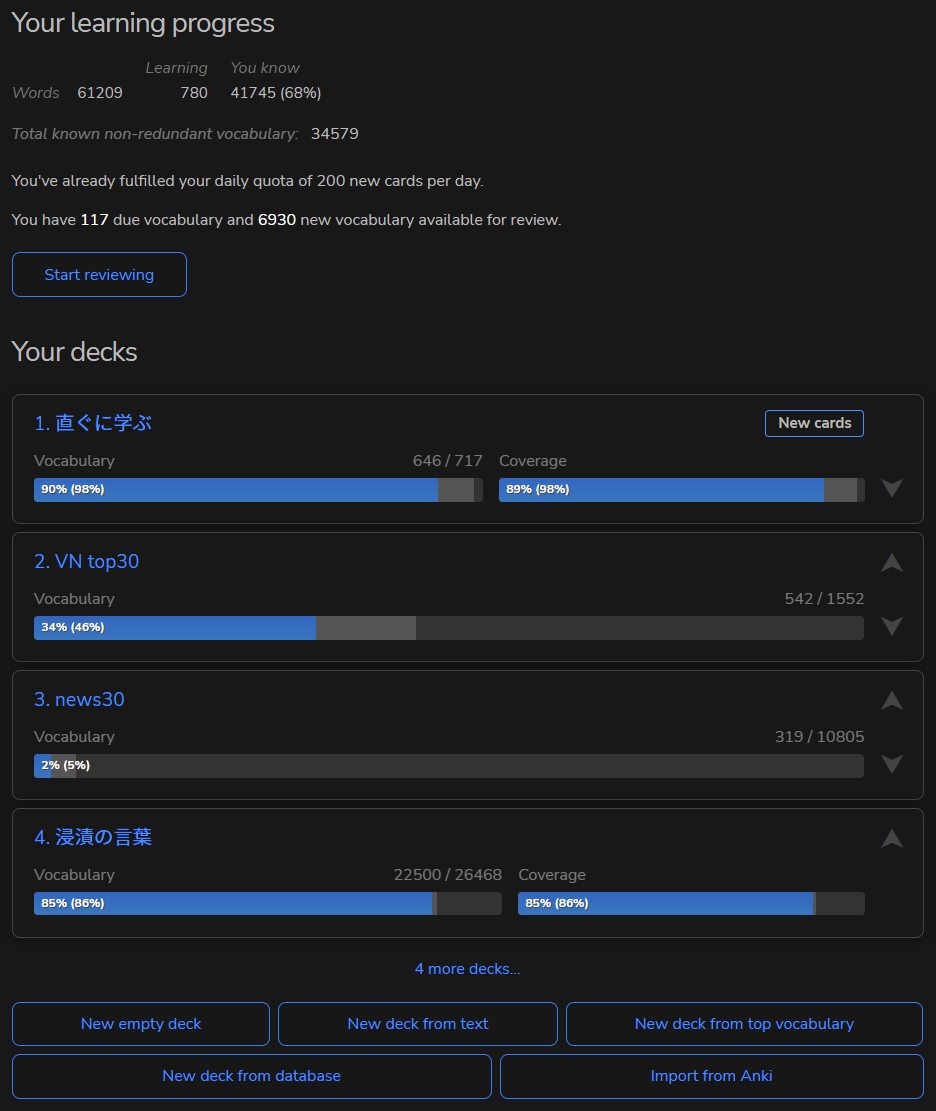 Your learning progress
Learning You know
Words 61209 780 41745 (68%)
Total known non-redundant vocabulary: 34579
You've already fulfilled your daily quota of 200 new cards per day.
You have 117 due vocabulary and 6930 new vocabulary available for review.
Start reviewing
Your decks
1. 直ぐに学ぶ New cards
Vocabulary 646 / 717 Coverage
90% (98%) 89% (98%)
2. VN top30
Vocabulary 542 / 1552
34% (46%)
3. news30
Vocabulary 319 / 10805
2% (5%)
4. 浸漬の言葉
Vocabulary 22500 / 26468 Coverage
85% (86%) 85% (86%)
4 more decks...
New empty deck New deck from text New deck from top vocabulary
New deck from database Import from Anki